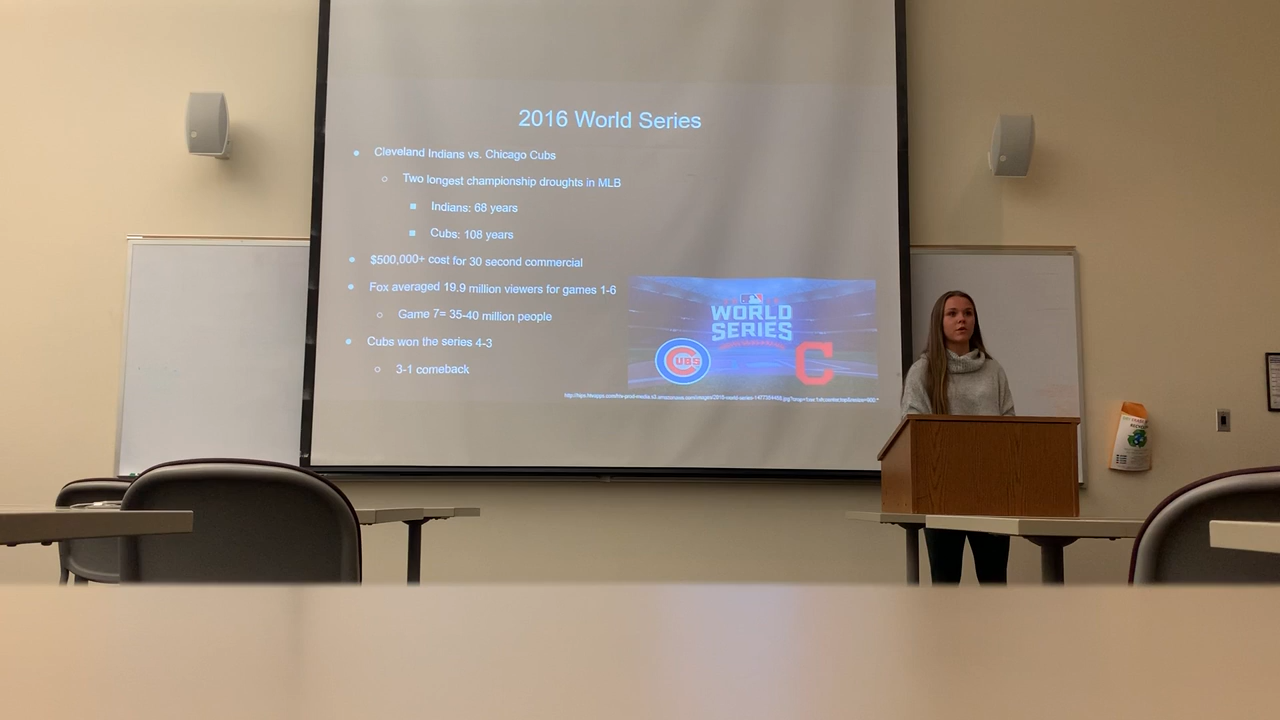 2016 World Series
Cleveland Indians vs. Chicago Cubs
Two longest championship droughts in MLB
Indians: 68 years
Cubs: 108 years
$500,000+ cost for 30 second commercial
Fox averaged 19.9 million viewers for games 1-6
Game 7= 35-40 million people
Cubs won the series 4-3
3-1 comeback
WORLD
SERIES
CUBS
C